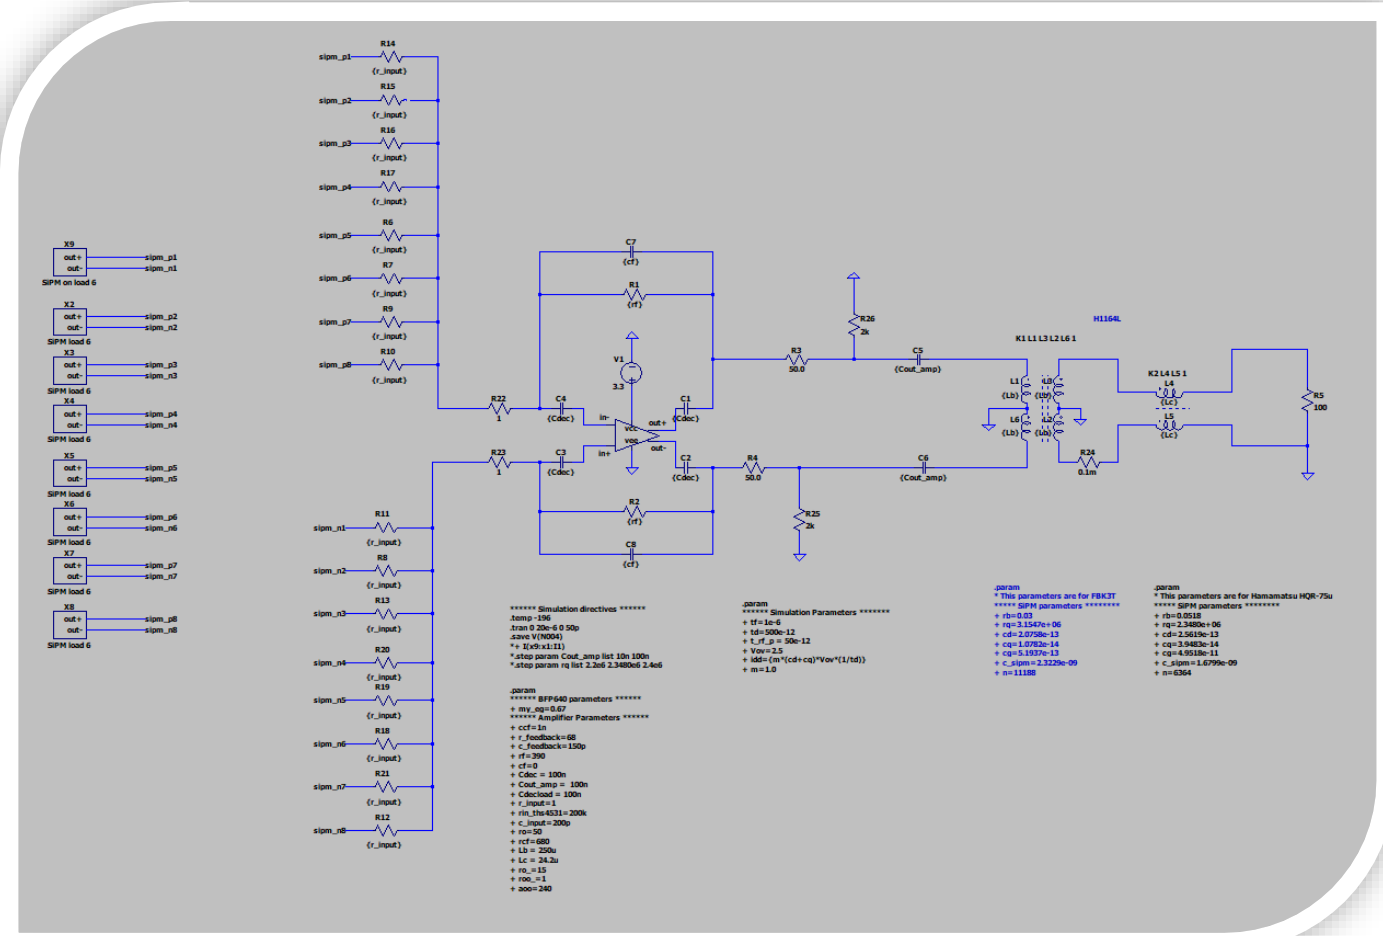 R14
sipm_p1
{r_input}
R15
sipm_p2
{r_input}
R16
sipm_p3
{r_input}
R17
sipm_p4
{r_input}
R6
sipm_p5
{r_input}
R7
sipm_p6
{r_input}
R9
sipm_p7
{r_input}
R10
sipm_p8
{r_input}
X9
out+
out-
sipm_p1
sipm_n1
SiPM on load 6
X2
out+
out-
sipm_p2
sipm_n2
SiPM load 6
X3
out+
out-
sipm_p3
sipm_n3
SiPM load 6
X4
out+
out-
sipm_p4
sipm_n4
SiPM load 6
X5
out+
out-
sipm_p5
sipm_n5
SiPM load 6
X6
out+
out-
sipm_p6
sipm_n6
SiPM load 6
X7
out+
out-
sipm_p7
sipm_n7
SiPM load 6
X8
out+
out-
sipm_p8
sipm_n8
SiPM load 6
R11
sipm_n1
{r_input}
R8
sipm_n2
{r_input}
R13
sipm_n3
{r_input}
R20
sipm_n4
{r_input}
R19
sipm_n5
{r_input}
R18
sipm_n6
{r_input}
R21
sipm_n7
{r_input}
R12
sipm_n8
{r_input}
R22
1
R23
1
C7
{cf}
R1
{rf}
V1
3.3
C4
{Cdec}
C3
{Cdec}
in-
in+
vcc
vee
out+
out-
C1
{Cdec}
C2
{Cdec}
R2
{rf}
C8
{cf}
R3
50.0
R4
50.0
R26
2k
R25
2k
C5
{Cout_amp}
C6
{Cout_amp}
H1164L
K1 L1 L3 L2 L6 1
L1
{Lb}
L6
{Lb}
{Lb}
{Lb}
R24
0.1m
K2 L4 L5 1
L4
{Lc}
L5
{Lc}
R5
100
****** Simulation directives ******
.temp -196
.tran 0 20e-6 0 50p
.save V(N004)
*+ I(x9:x1:I1)
*.step param Cout_amp list 10n 100n
*.step param rq list 2.2e6 2.3480e6 2.4e6
.param
****** BFP640 parameters ******
+ my_eg=0.67
****** Amplifier Parameters ******
+ ccf=1n
+ r_feedback=68
+ c_feedback=150p
+ rf=390
+ cf=0
+ Cdec = 100n
+ Cout_amp = 100n
+ Cdecload = 100n
+ r_input=1
+ rin_ths4531=200k
+ c_input=200p
+ ro=50
+ rcf=680
+ Lb = 250u
+ Lc = 24.2u
+ ro_=15
+ roo_=1
+ aoo=240
.param
****** Simulation Parameters *******
+ tf=1e-6
+ td=500e-12
+ t_rf_p = 50e-12
+ Vov=2.5
+ idd={m*(cd+cq)*Vov*(1/td)}
+ m=1.0
.param
* This parameters are for FBK3T
***** SiPM parameters ********
+ rb=0.03
+ rq=3.1547e+06
+ cd=2.0758e-13
+ cq=1.0782e-14
+ cg=5.1937e-13
+ c_sipm=2.3229e-09
+ n=11188
.param
* This parameters are for Hamamatsu HQR-75u
***** SiPM parameters ********
+ rb=0.0518
+ rq=2.3480e+06
+ cd=2.5619e-13
+ cq=3.9483e-14
+ cg=4.9518e-11
+ c_sipm=1.6799e-09
+ n=6364